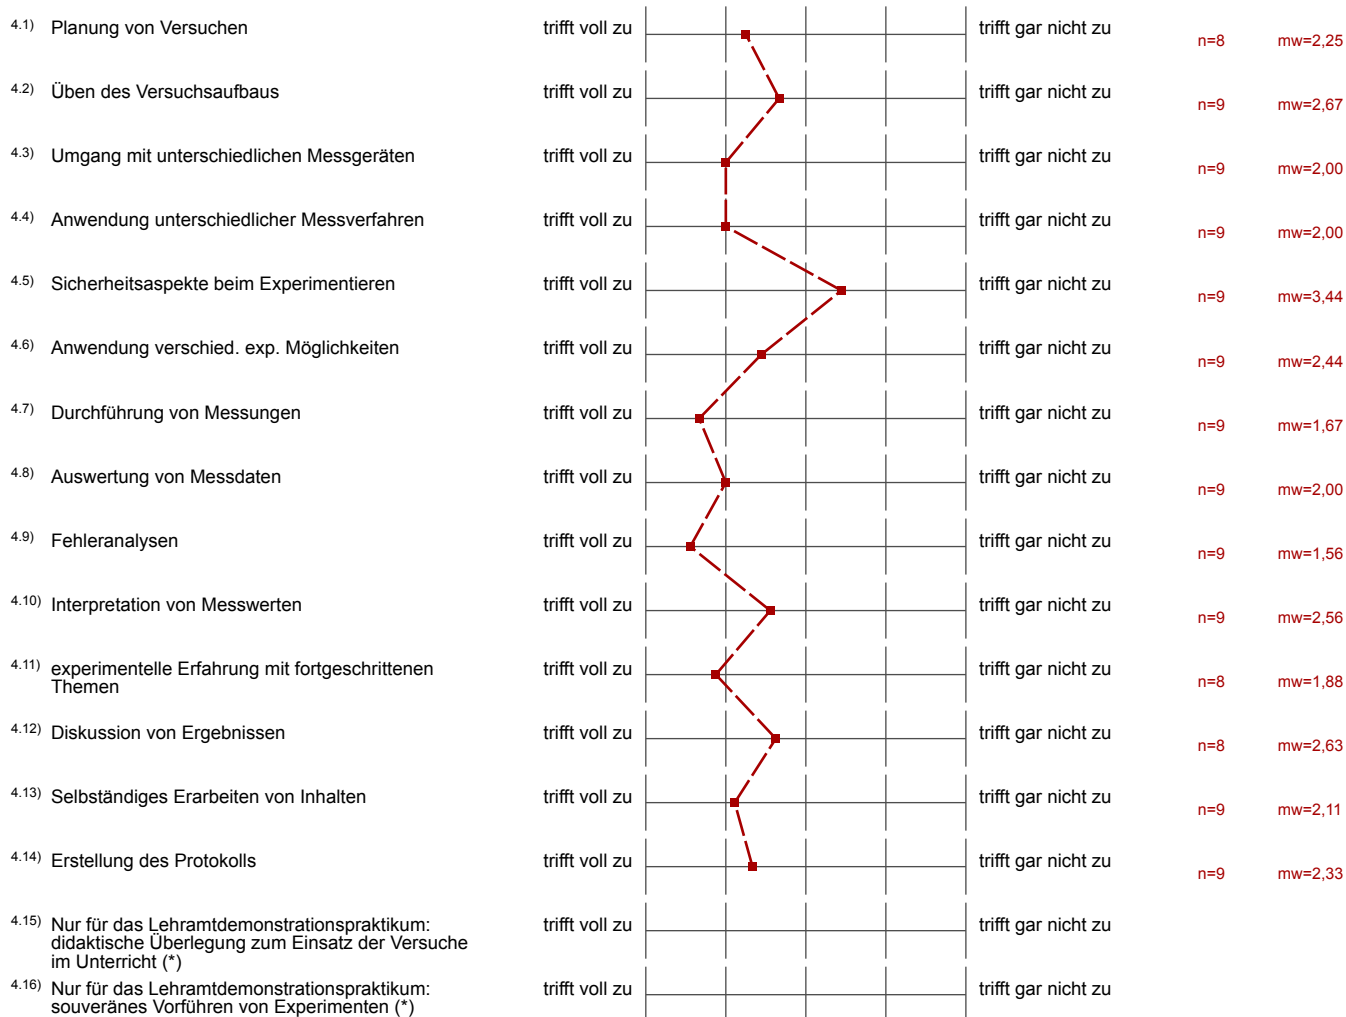 4.1) Planung von Versuchen trifft voll zu trifft gar nicht zu n=8 mw=2,25
4.2) Üben des Versuchsaufbaus trifft voll zu trifft gar nicht zu n=9 mw=2,67
4.3) Umgang mit unterschiedlichen Messgeräten trifft voll zu trifft gar nicht zu n=9 mw=2,00
4.4) Anwendung unterschiedlicher Messverfahren trifft voll zu trifft gar nicht zu n=9 mw=2,00
4.5) Sicherheitsaspekte beim Experimentieren trifft voll zu trifft gar nicht zu n=9 mw=3,44
4.6) Anwendung verschied. exp. Möglichkeiten trifft voll zu trifft gar nicht zu n=9 mw=2,44
4.7) Durchführung von Messungen trifft voll zu trifft gar nicht zu n=9 mw=1,67
4.8) Auswertung von Messdaten trifft voll zu trifft gar nicht zu n=9 mw=2,00
4.9) Fehleranalysen trifft voll zu trifft gar nicht zu n=9 mw=1,56
4.10) Interpretation von Messwerten trifft voll zu trifft gar nicht zu n=9 mw=2,56
4.11) experimentelle Erfahrung mit fortgeschrittenen trifft voll zu trifft gar nicht zu n=8 mw=1,88
Themen
4.12) Diskussion von Ergebnissen trifft voll zu trifft gar nicht zu n=8 mw=2,63
4.13) Selbständiges Erarbeiten von Inhalten trifft voll zu trifft gar nicht zu n=9 mw=2,11
4.14) Erstellung des Protokolls trifft voll zu trifft gar nicht zu n=9 mw=2,33
4.15) Nur für das Lehramtdemonstrationspraktikum: trifft voll zu trifft gar nicht zu
didaktische Überlegung zum Einsatz der Versuche
im Unterricht (*)
4.16) Nur für das Lehramtdemonstrationspraktikum: trifft voll zu trifft gar nicht zu
souveränes Vorführen von Experimenten (*)